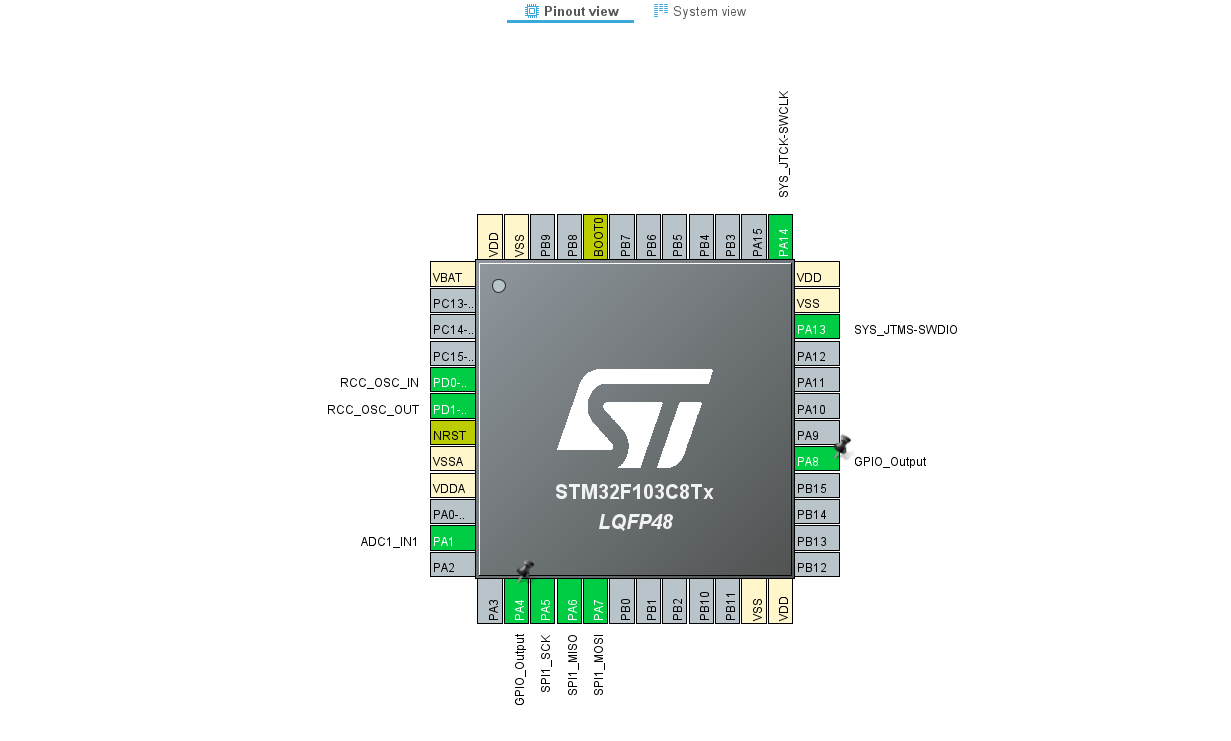 Pinout view
System view
SYS_JTCK-SWCLK
VDD
VSS
PB9
PB8
BOOT0
PB7
PB6
PB5
PB4
PB3
PA15
PA14
VBAT
PC13-..
PC14-..
PC15-..
RCC_OSC_IN
PD0-..
RCC_OSC_OUT
PD1-..
NRST
VSSA
VDDA
PA0-..
ADC1_IN1
PA1
PA2
VDD
VSS
PA13
SYS_JTMS-SWDIO
PA12
PA11
PA10
PA9
PA8
GPIO_Output
PB15
PB14
PB13
PB12
ST
STM32F103C8Tx
LQFP48
PA3
PA4
PA5
PA6
PA7
PB0
PB1
PB2
PB10
PB11
VSS
VDD
GPIO_Output
SPI1_SCK
SPI1_MISO
SPI1_MOSI